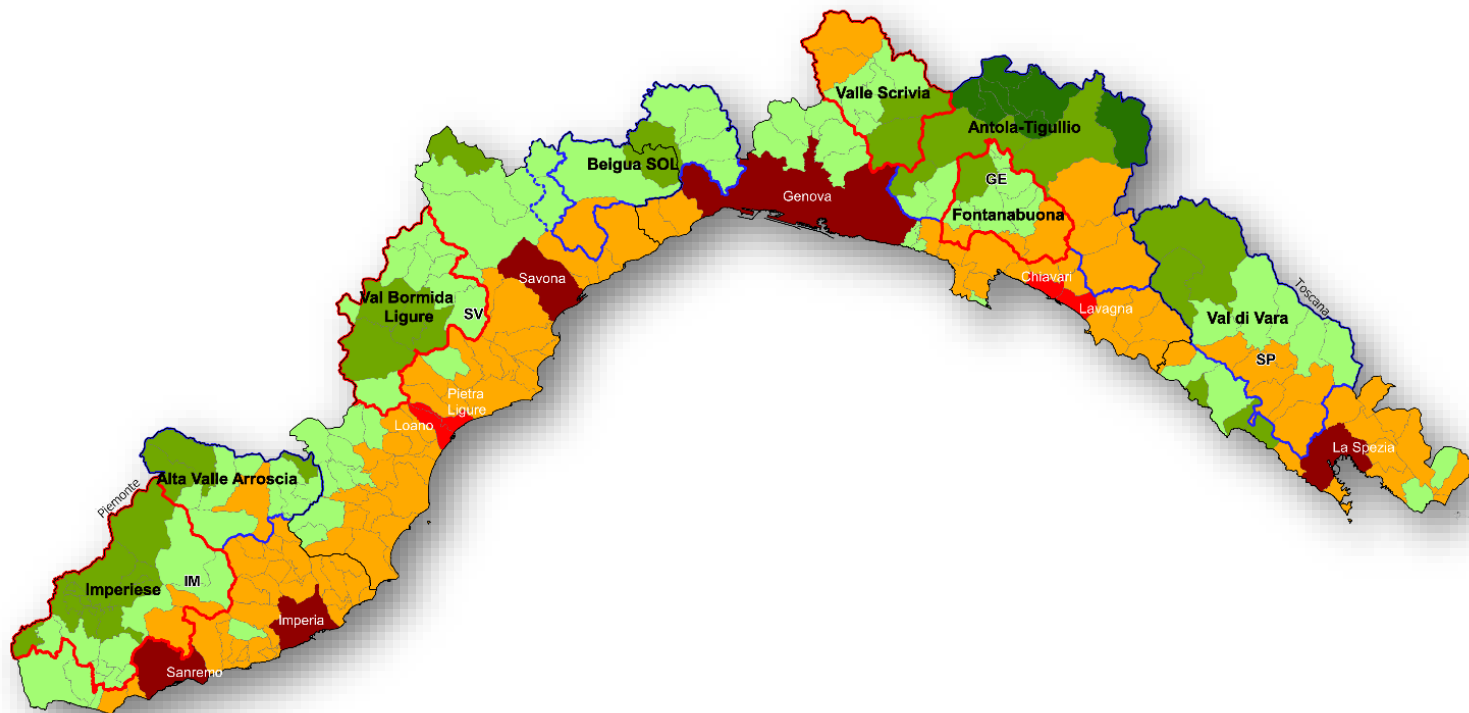 Valle Scrivia
Antola-Tigullio
Beigua SOL
GE
Genova
Fontanabuona
Chiavari
Lavagna
Toscana
Savona
Val Bormida
Ligure
SV
Val di Vara
SP
Pietra
Ligure
Loano
La Spezia
Alta Valle Arroscia
Piemonte
IM
Imperiese
Imperia
Sanremo